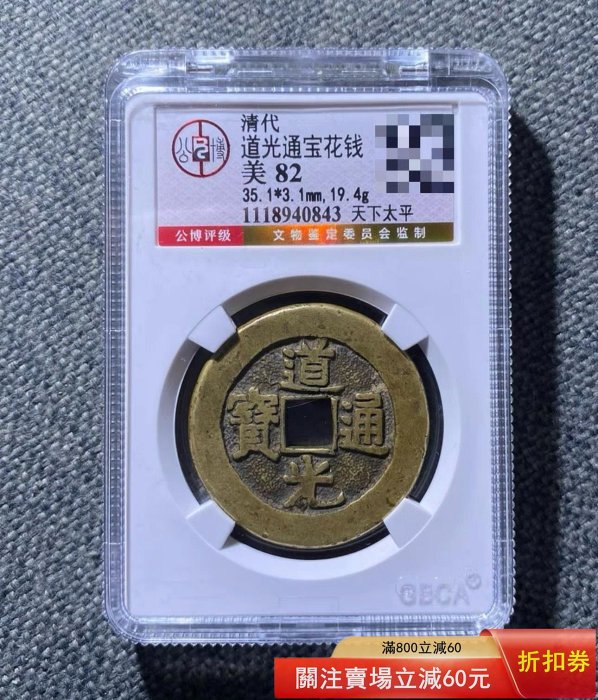 公博
清代
道光通宝花钱
美 82
35.1*3.1mm,19.4g
1118940843 天下太平
公博评级 文物鉴定委员会监制
道
寶 通
光
GBCA
滿800立減60
關注賣場立減60元
折扣券